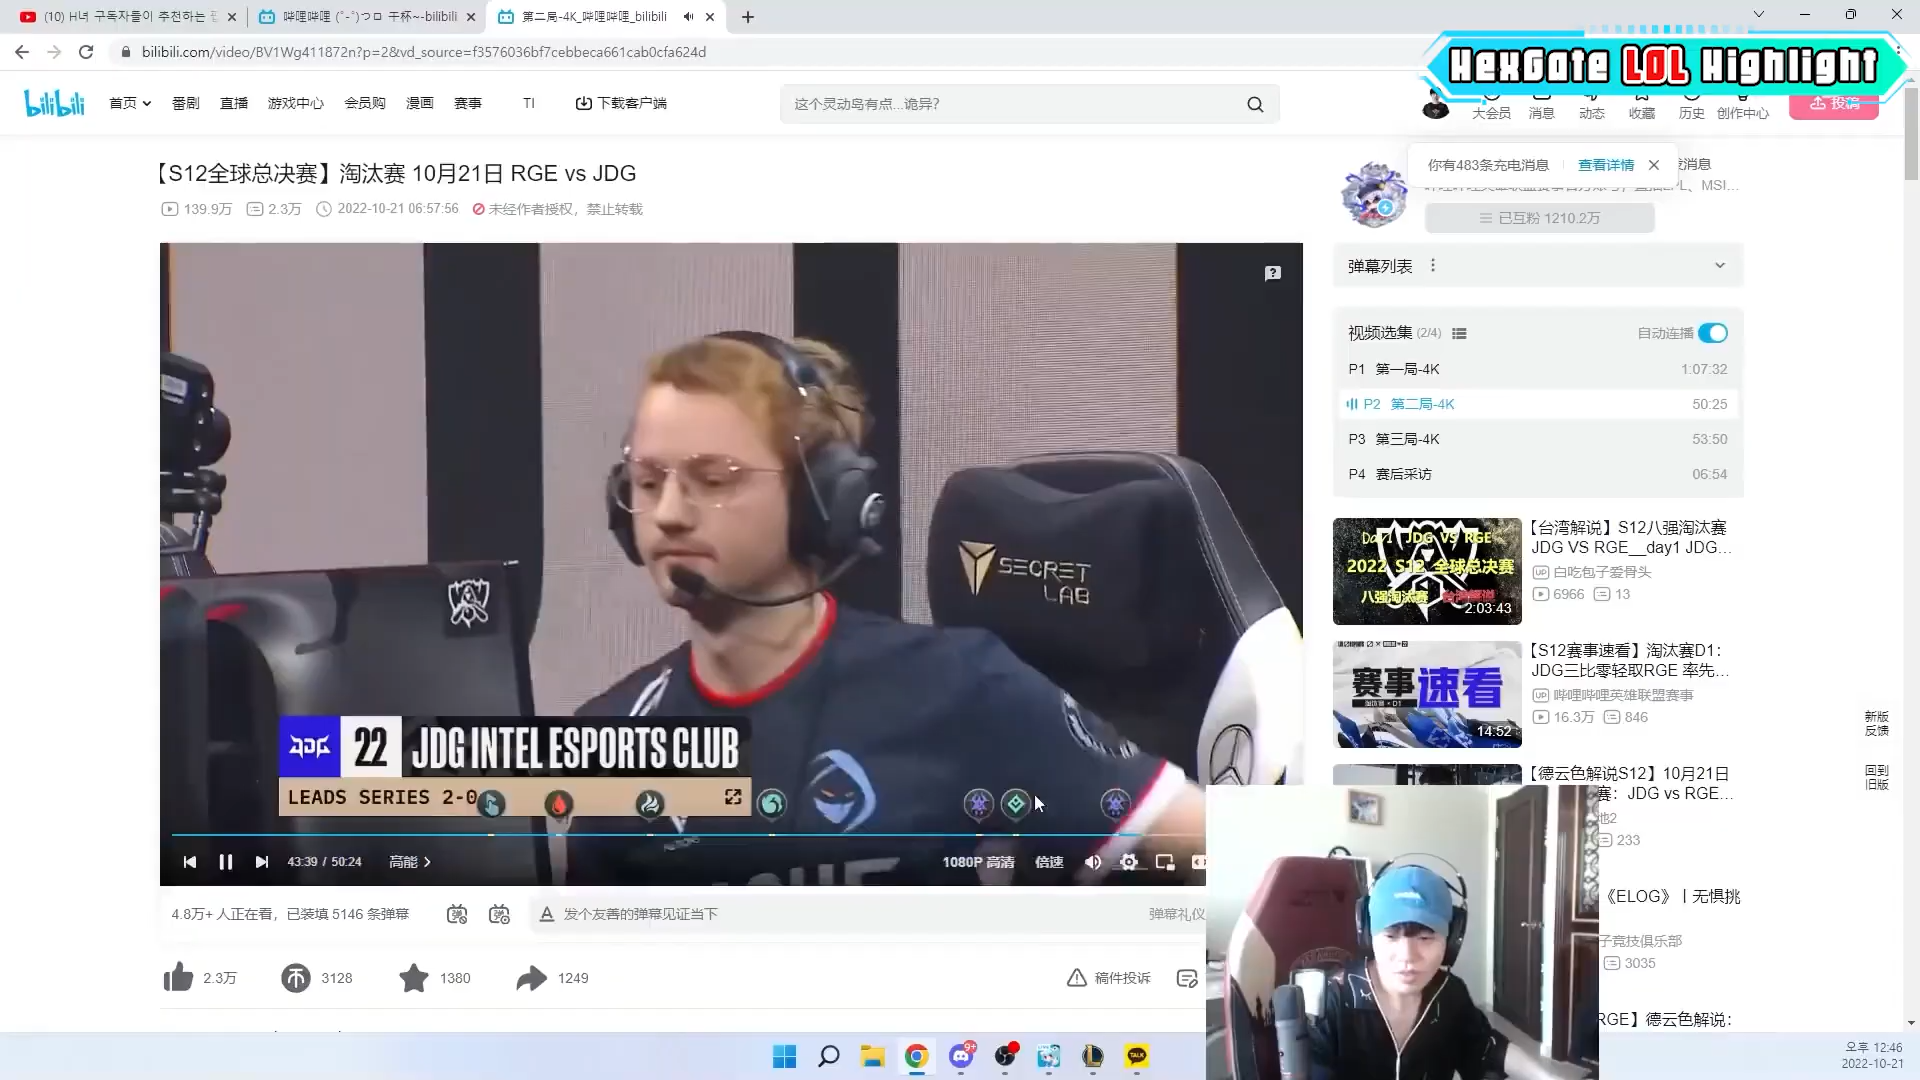 (10) H녀 구독자들이 추천하는
哔哩哔哩 (゜-゜)つロ 干杯~-bilibili
第二局-4K_哔哩哔哩_bilibili
bilibili.com/video/BV1Wg411872n?p=2&vd_source=f3576036bf7cebbeca661cab0cfa624d
HexGate LOL Highlight
bilibili
首页
番剧
直播
游戏中心
会员购
漫画
赛事
TI
下载客户端
这个灵动岛有点...诡异?
大会员
消息
动态
收藏
历史
创作中心
投稿
【S12全球总决赛】淘汰赛 10月21日 RGE vs JDG
139.9万
2.3万
2022-10-21 06:57:56
未经作者授权，禁止转载
你有483条充电消息
查看详情
发消息
已互粉 1210.2万
弹幕列表
视频选集 (2/4)
自动连播
P1 第一局-4K 1:07:32
P2 第二局-4K 50:25
P3 第三局-4K 53:50
P4 赛后采访 06:54
SECRET
LAB
JDG
22
JDG INTEL ESPORTS CLUB
LEADS SERIES 2-0
43:39 / 50:24
高能
1080P 高清
倍速
【台湾解说】S12八强淘汰赛
JDG VS RGE__day1 JDG...
白吃包子爱骨头
6966
13
Day1 JDG VS RGE
2022 S12 全球总决赛
八强淘汰赛
台湾解说
2:03:43
【S12赛事速看】淘汰赛D1：
JDG三比零轻取RGE 率先...
哔哩哔哩英雄联盟赛事
16.3万
846
赛事速看
14:52
【德云色解说S12】10月21日
赛：JDG vs RGE...
233
《ELOG》丨无惧挑
子竞技俱乐部
3035
RGE】德云色解说：
新版
反馈
回到
旧版
4.8万+ 人正在看，已装填 5146 条弹幕
发个友善的弹幕见证当下
弹幕礼仪
2.3万
3128
1380
1249
稿件投诉
9+
TALK
오후 12:46
2022-10-21